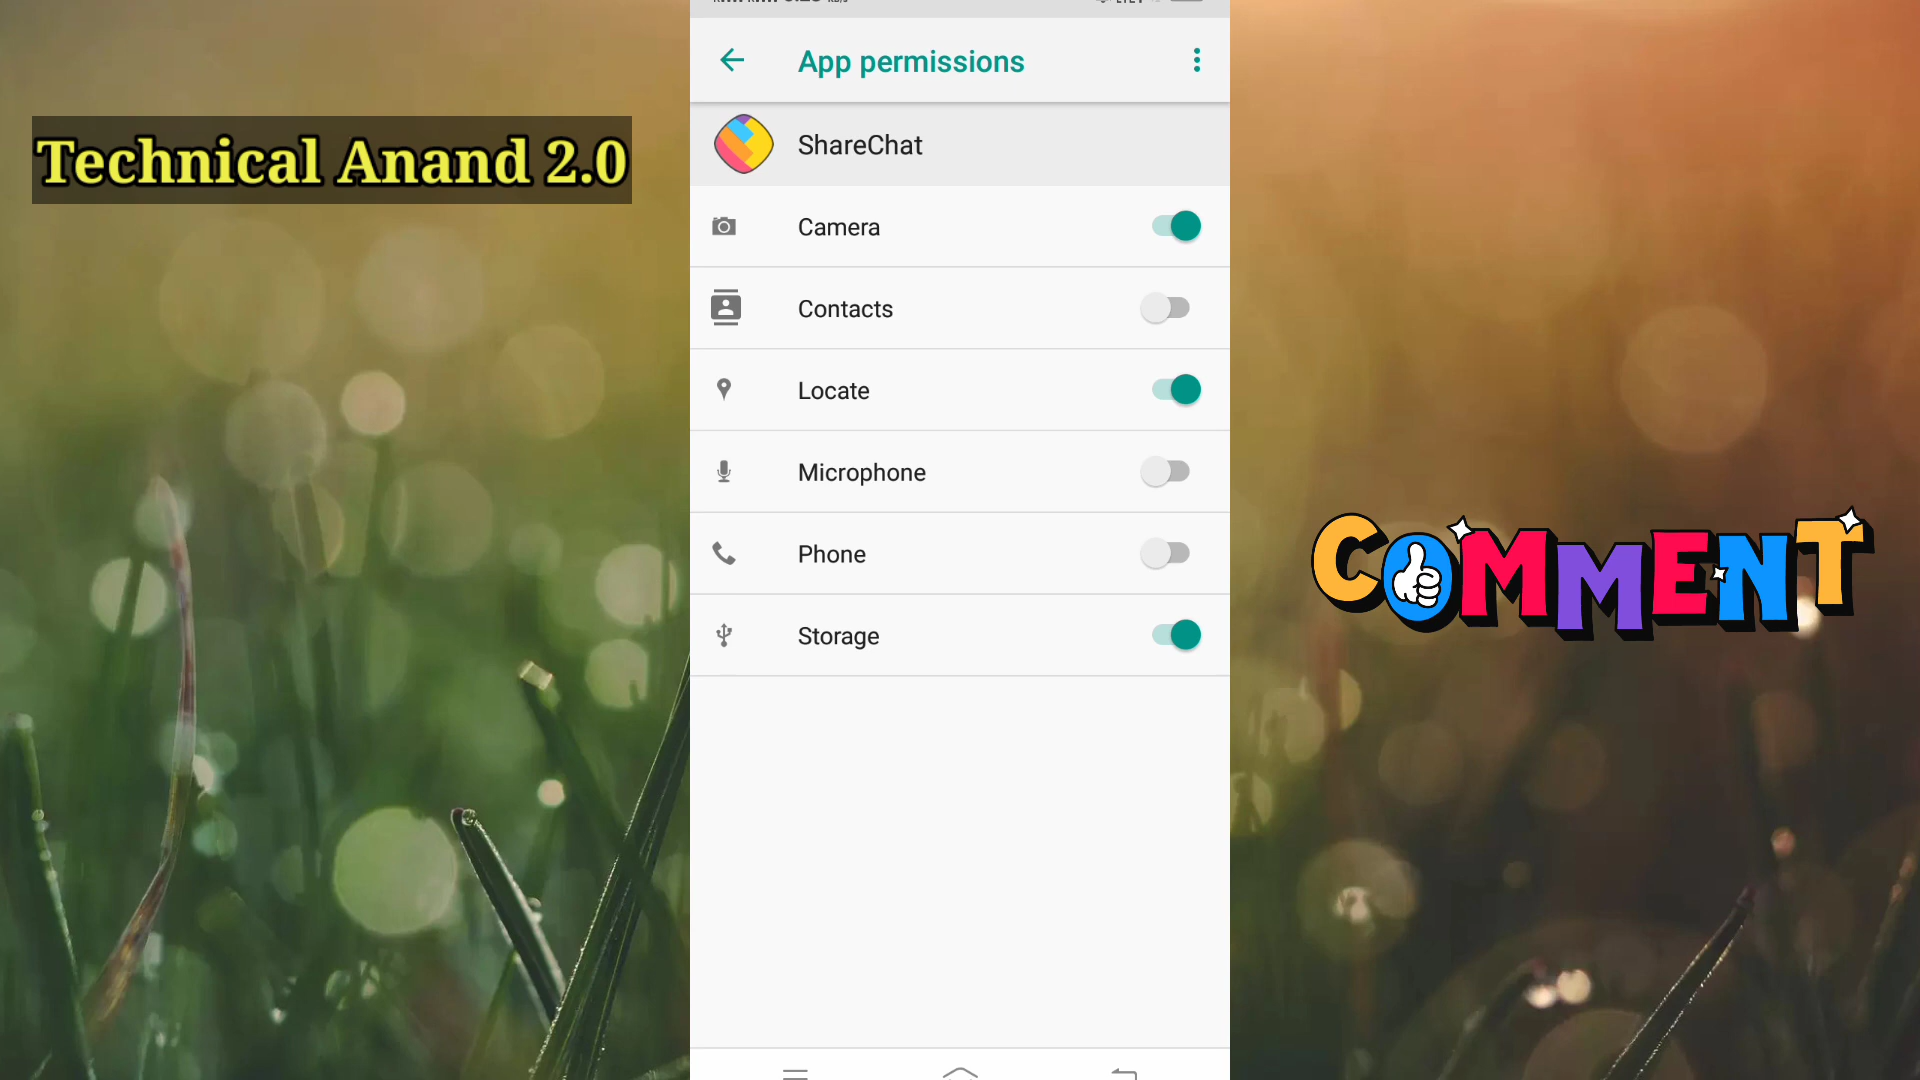 App permissions
Technical Anand 2.0
ShareChat
Camera
Contacts
Locate
Microphone
Phone
Storage
COMMENT